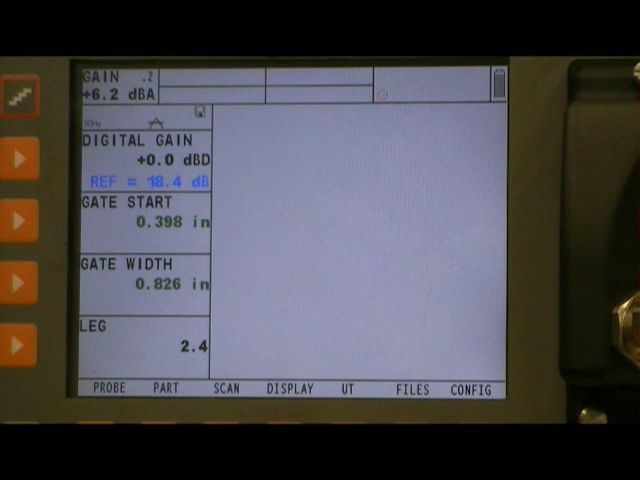 GAIN .2
+6.2 dBA
DIGITAL GAIN
+0.0 dBD
REF = 18.4 dB
GATE START
0.398 in
GATE WIDTH
0.826 in
LEG
2.4
PROBE PART SCAN DISPLAY UT FILES CONFIG